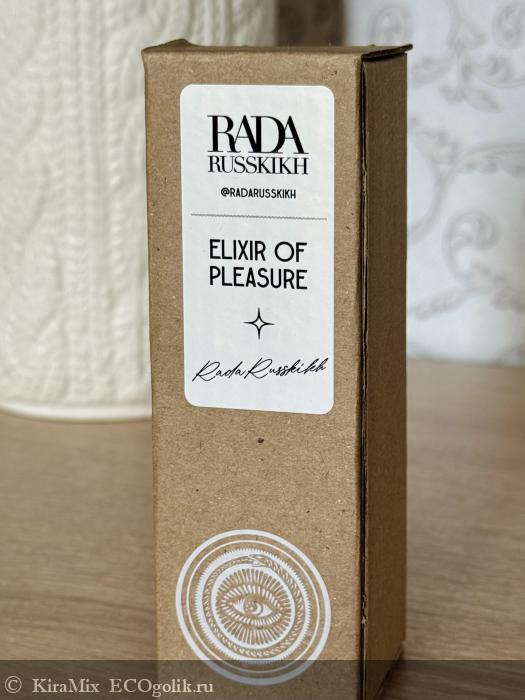 RADA
RUSSKIKH
@RADARUSSKIKH
ELIXIR OF
PLEASURE
Rada Russkikh
KiraMix ECOgolik.ru